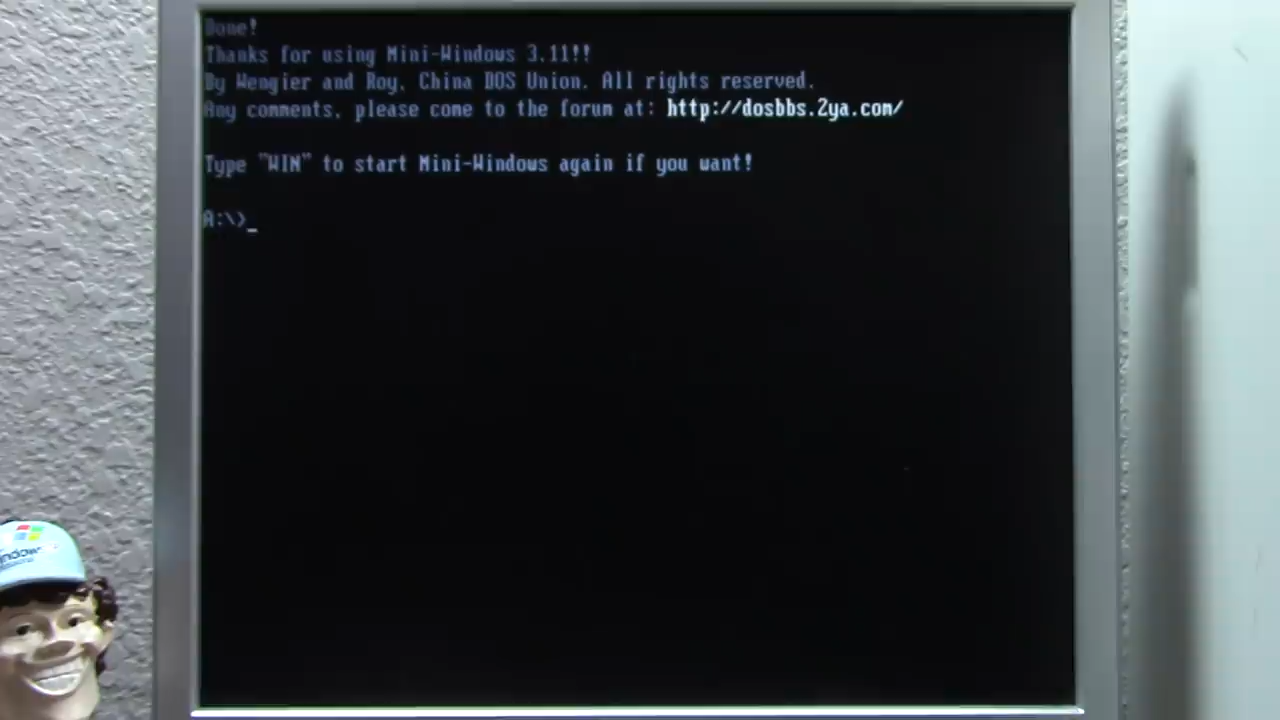 Done!
Thanks for using Mini-Windows 3.11!!
By Wengier and Roy, China DOS Union. All rights reserved.
Any comments, please come to the forum at: http://dosbbs.2ya.com/
Type "WIN" to start Mini-Windows again if you want!
A:\>_
indows